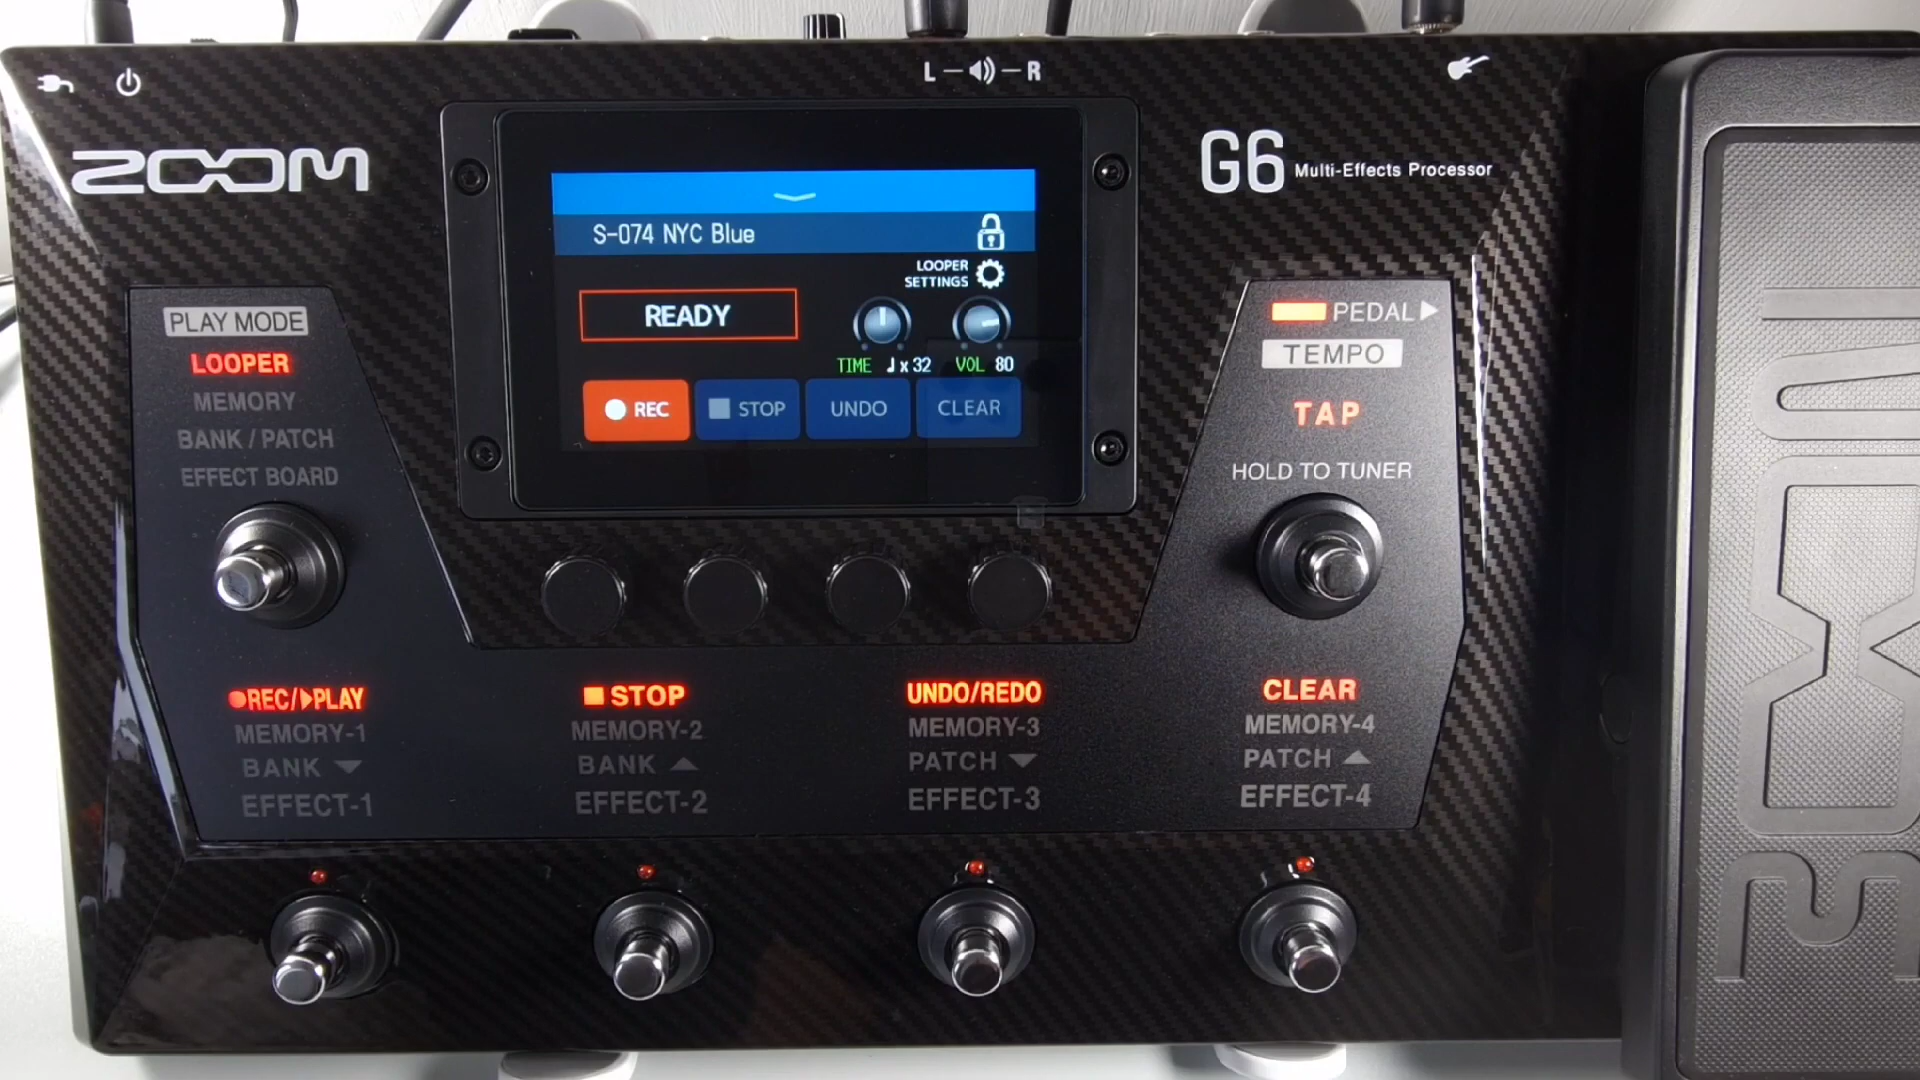 L R
ZOOM
G6 Multi-Effects Processor
S-074 NYC Blue
LOOPER
SETTINGS
READY
TIME ♩x32 VOL 80
REC STOP UNDO CLEAR
PLAY MODE
LOOPER
MEMORY
BANK / PATCH
EFFECT BOARD
PEDAL▶
TEMPO
TAP
HOLD TO TUNER
●REC/▶PLAY
MEMORY-1
BANK ▼
EFFECT-1
■STOP
MEMORY-2
BANK ▲
EFFECT-2
UNDO/REDO
MEMORY-3
PATCH ▼
EFFECT-3
CLEAR
MEMORY-4
PATCH ▲
EFFECT-4
ZOOM